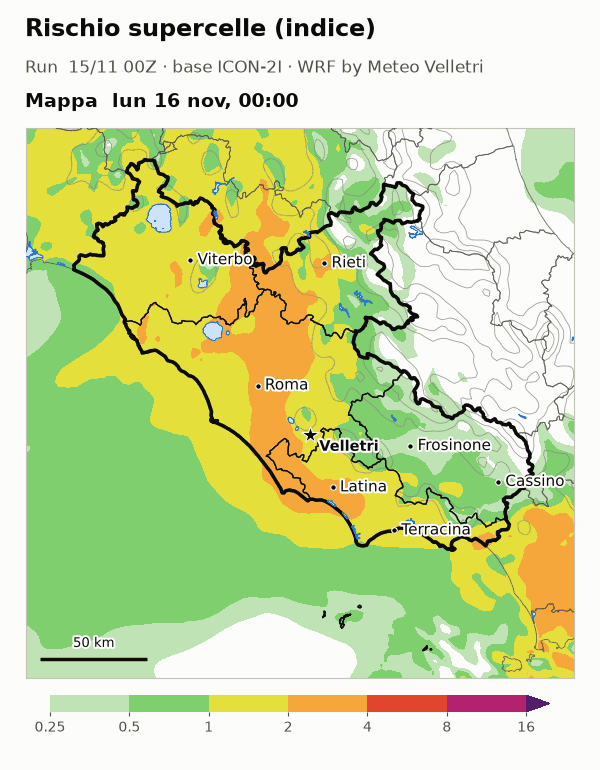 Rischio supercelle (indice)
Run  15/11 00Z · base ICON-2I · WRF by Meteo Velletri
Mappa  lun 16 nov, 00:00
Viterbo
Rieti
Roma
Velletri
Frosinone
Cassino
Latina
Terracina
50 km
0.25 0.5 1 2 4 8 16